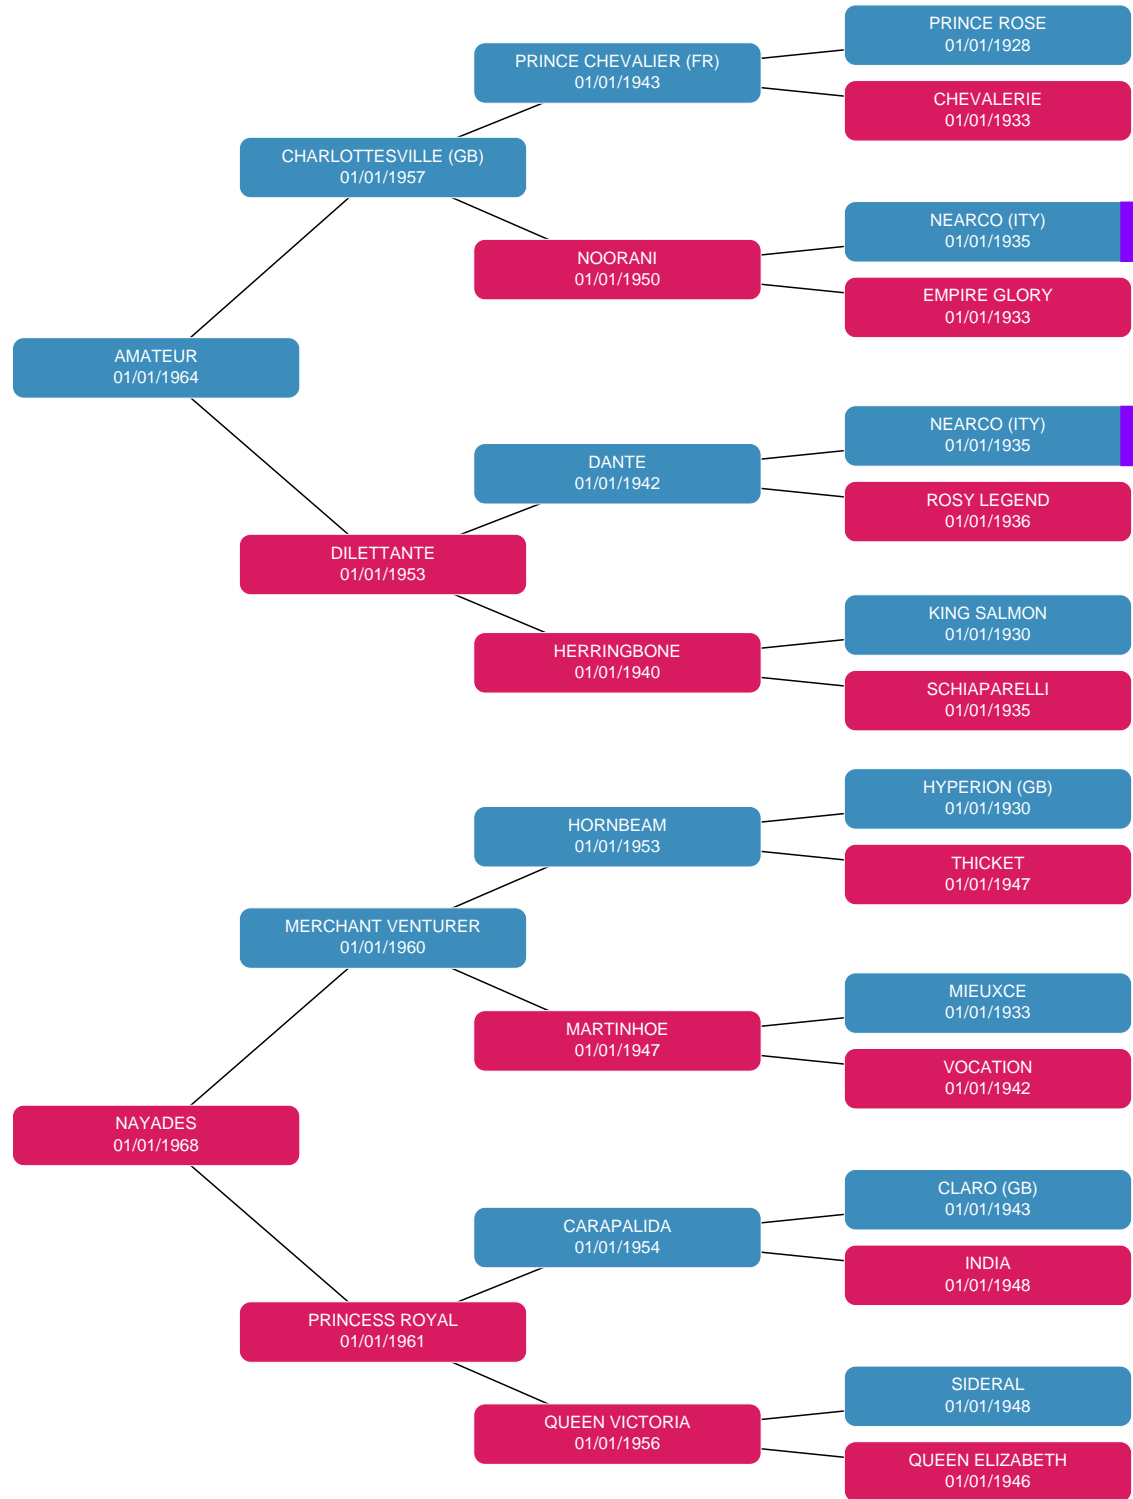 PRINCE ROSE
01/01/1928
PRINCE CHEVALIER (FR)
01/01/1943
CHEVALERIE
01/01/1933
CHARLOTTESVILLE (GB)
01/01/1957
NEARCO (ITY)
01/01/1935
NOORANI
01/01/1950
EMPIRE GLORY
01/01/1933
AMATEUR
01/01/1964
NEARCO (ITY)
01/01/1935
DANTE
01/01/1942
ROSY LEGEND
01/01/1936
DILETTANTE
01/01/1953
KING SALMON
01/01/1930
HERRINGBONE
01/01/1940
SCHIAPARELLI
01/01/1935
HYPERION (GB)
01/01/1930
HORNBEAM
01/01/1953
THICKET
01/01/1947
MERCHANT VENTURER
01/01/1960
MIEUXCE
01/01/1933
MARTINHOE
01/01/1947
VOCATION
01/01/1942
NAYADES
01/01/1968
CLARO (GB)
01/01/1943
CARAPALIDA
01/01/1954
INDIA
01/01/1948
PRINCESS ROYAL
01/01/1961
SIDERAL
01/01/1948
QUEEN VICTORIA
01/01/1956
QUEEN ELIZABETH
01/01/1946